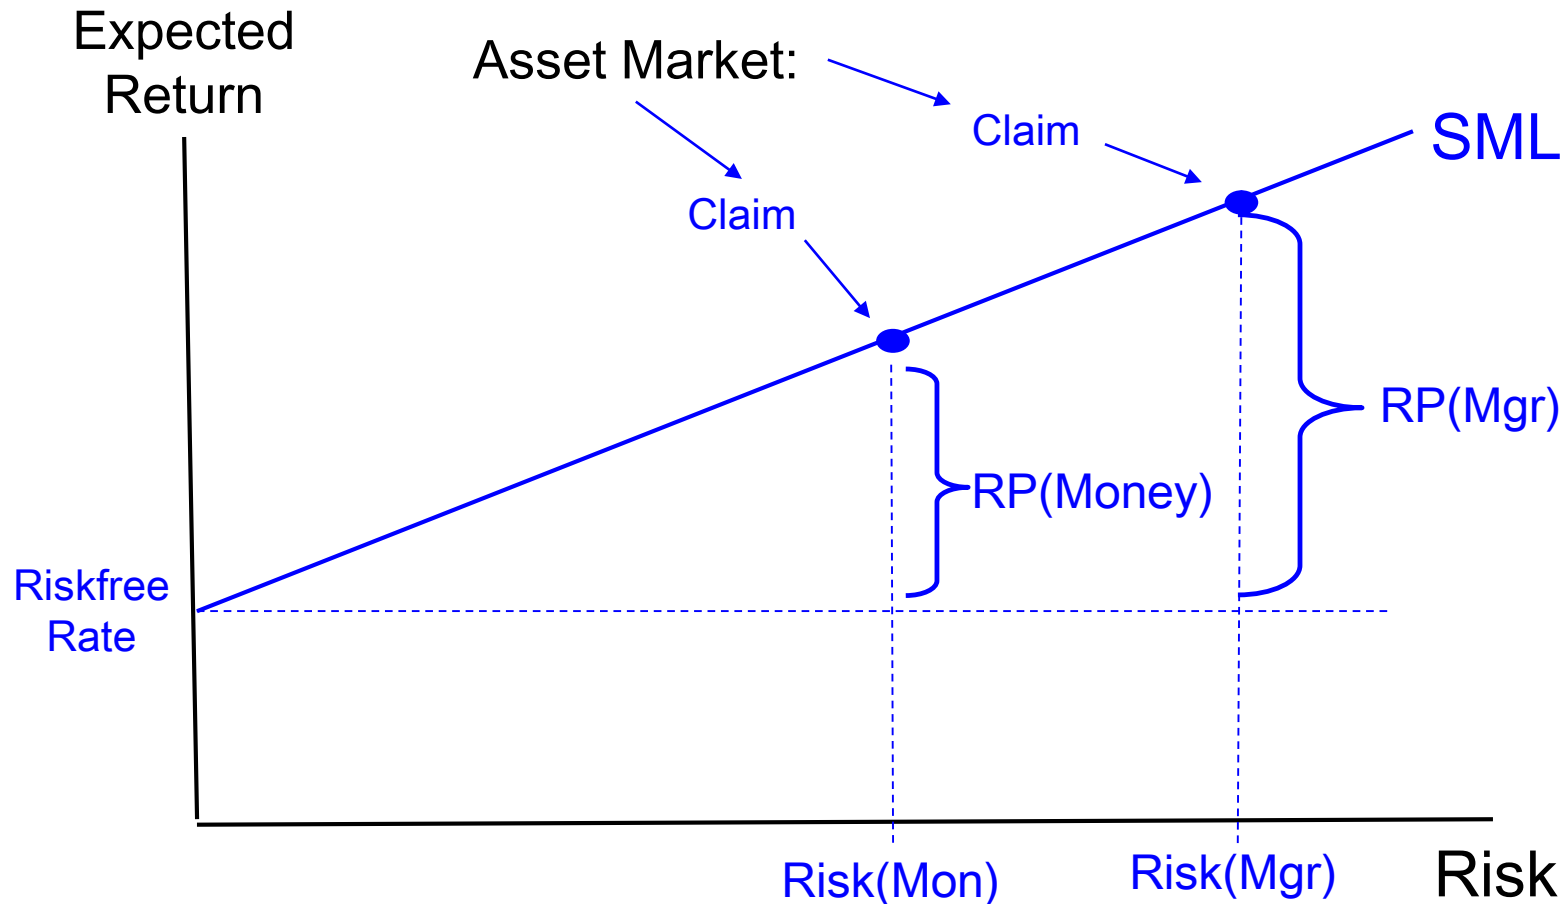 Expected
Return
Asset Market:
Claim
SML
Claim
RP(Mgr)
RP(Money)
Riskfree
Rate
Risk(Mon)
Risk(Mgr)
Risk